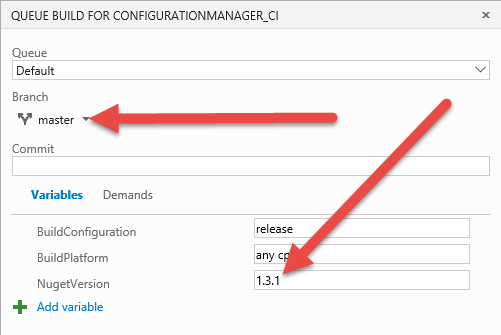 QUEUE BUILD FOR CONFIGURATIONMANAGER_CI
Queue
Default
Branch
master
Commit
Variables Demands
BuildConfiguration release
BuildPlatform any cp
NugetVersion 1.3.1
Add variable